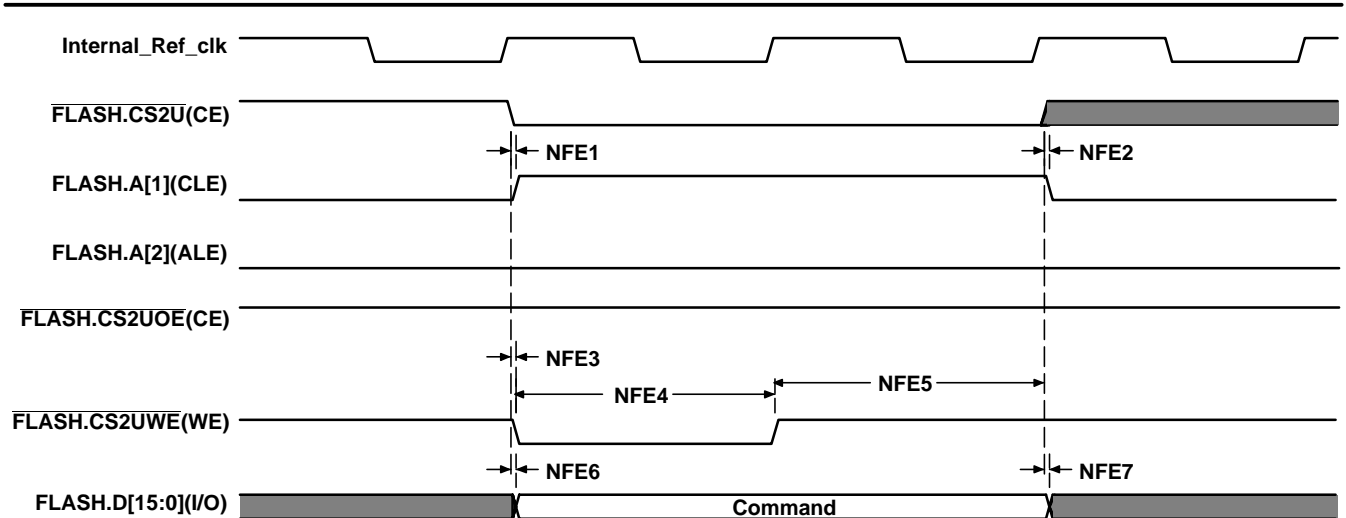 Internal_Ref_clk
FLASH.CS2U(CE)
NFE1
NFE2
FLASH.A[1](CLE)
FLASH.A[2](ALE)
FLASH.CS2UOE(CE)
NFE3
NFE4
NFE5
FLASH.CS2UWE(WE)
NFE6
NFE7
FLASH.D[15:0](I/O)
Command